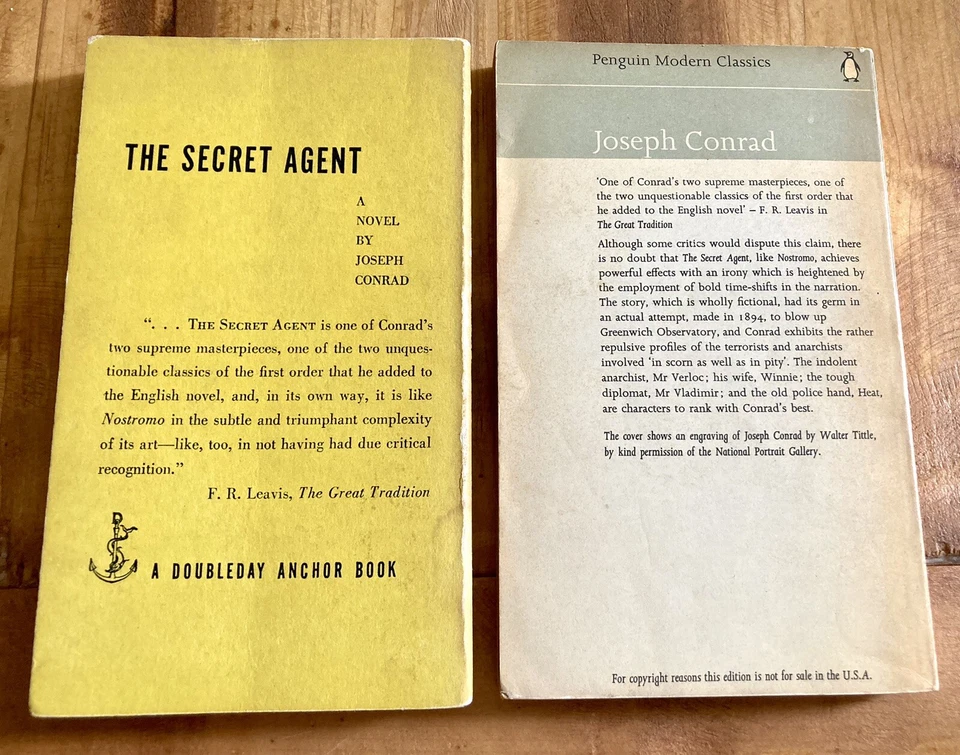 THE SECRET AGENT
A
NOVEL
BY
JOSEPH
CONRAD
“. . . THE SECRET AGENT is one of Conrad’s
two supreme masterpieces, one of the two unques-
tionable classics of the first order that he added to
the English novel, and, in its own way, it is like
Nostromo in the subtle and triumphant complexity
of its art—like, too, in not having had due critical
recognition.”
F. R. Leavis, The Great Tradition
D
A DOUBLEDAY ANCHOR BOOK
Penguin Modern Classics
Joseph Conrad
‘One of Conrad’s two supreme masterpieces, one of
the two unquestionable classics of the first order that
he added to the English novel’ – F. R. Leavis in
The Great Tradition
Although some critics would dispute this claim, there
is no doubt that The Secret Agent, like Nostromo, achieves
powerful effects with an irony which is heightened by
the employment of bold time-shifts in the narration.
The story, which is wholly fictional, had its germ in
an actual attempt, made in 1894, to blow up
Greenwich Observatory, and Conrad exhibits the rather
repulsive profiles of the terrorists and anarchists
involved ‘in scorn as well as in pity’. The indolent
anarchist, Mr Verloc; his wife, Winnie; the tough
diplomat, Mr Vladimir; and the old police hand, Heat,
are characters to rank with Conrad’s best.
The cover shows an engraving of Joseph Conrad by Walter Tittle,
by kind permission of the National Portrait Gallery.
For copyright reasons this edition is not for sale in the U.S.A.